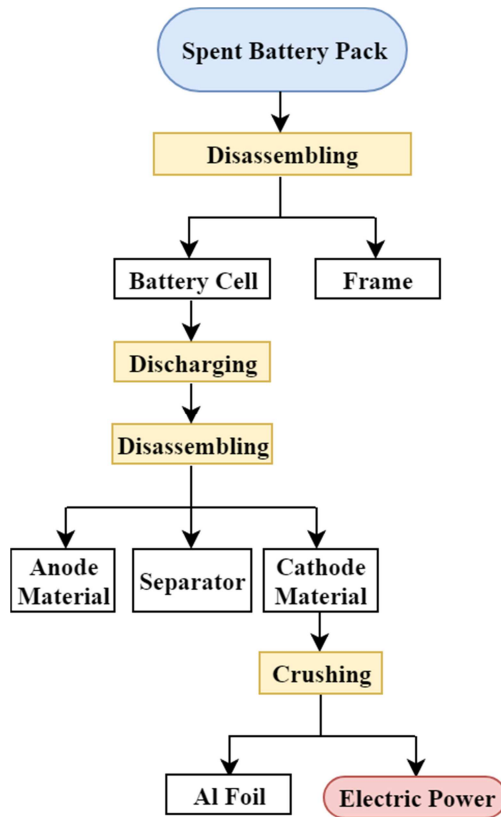 Spent Battery Pack
Disassembling
Battery Cell
Frame
Discharging
Disassembling
Anode
Material
Separator
Cathode
Material
Crushing
Al Foil
Electric Power